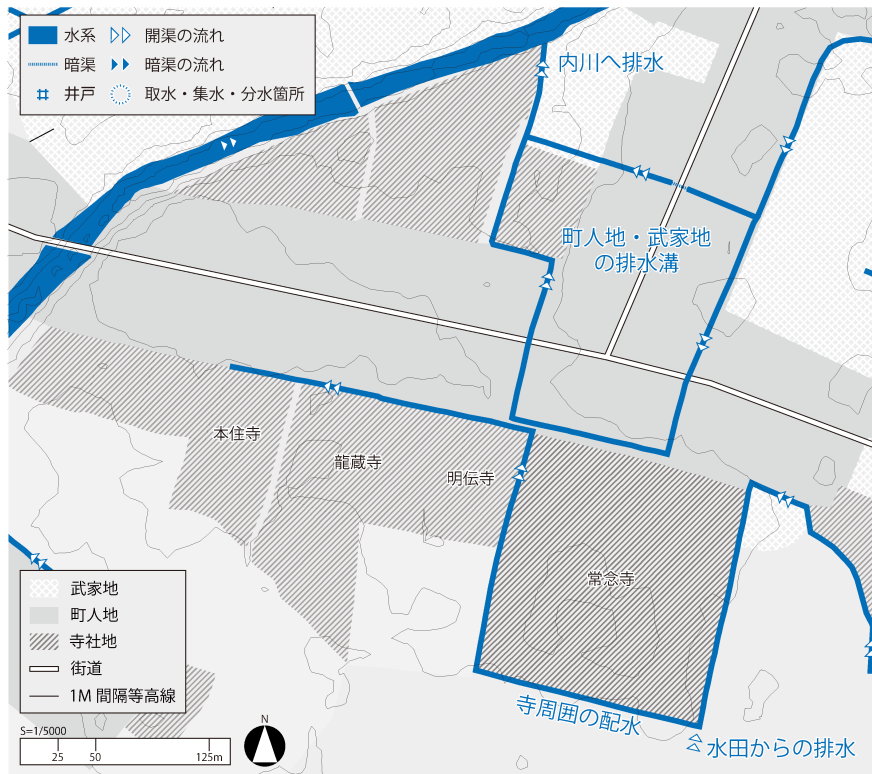 水系 開渠の流れ
暗渠 暗渠の流れ
井戸 取水・集水・分水箇所
内川へ排水
町人地・武家地
の排水溝
本住寺
龍蔵寺
明伝寺
常念寺
寺周囲の配水
水田からの排水
武家地
町人地
寺社地
街道
1M 間隔等高線
S=1/5000
25 50 125m
N